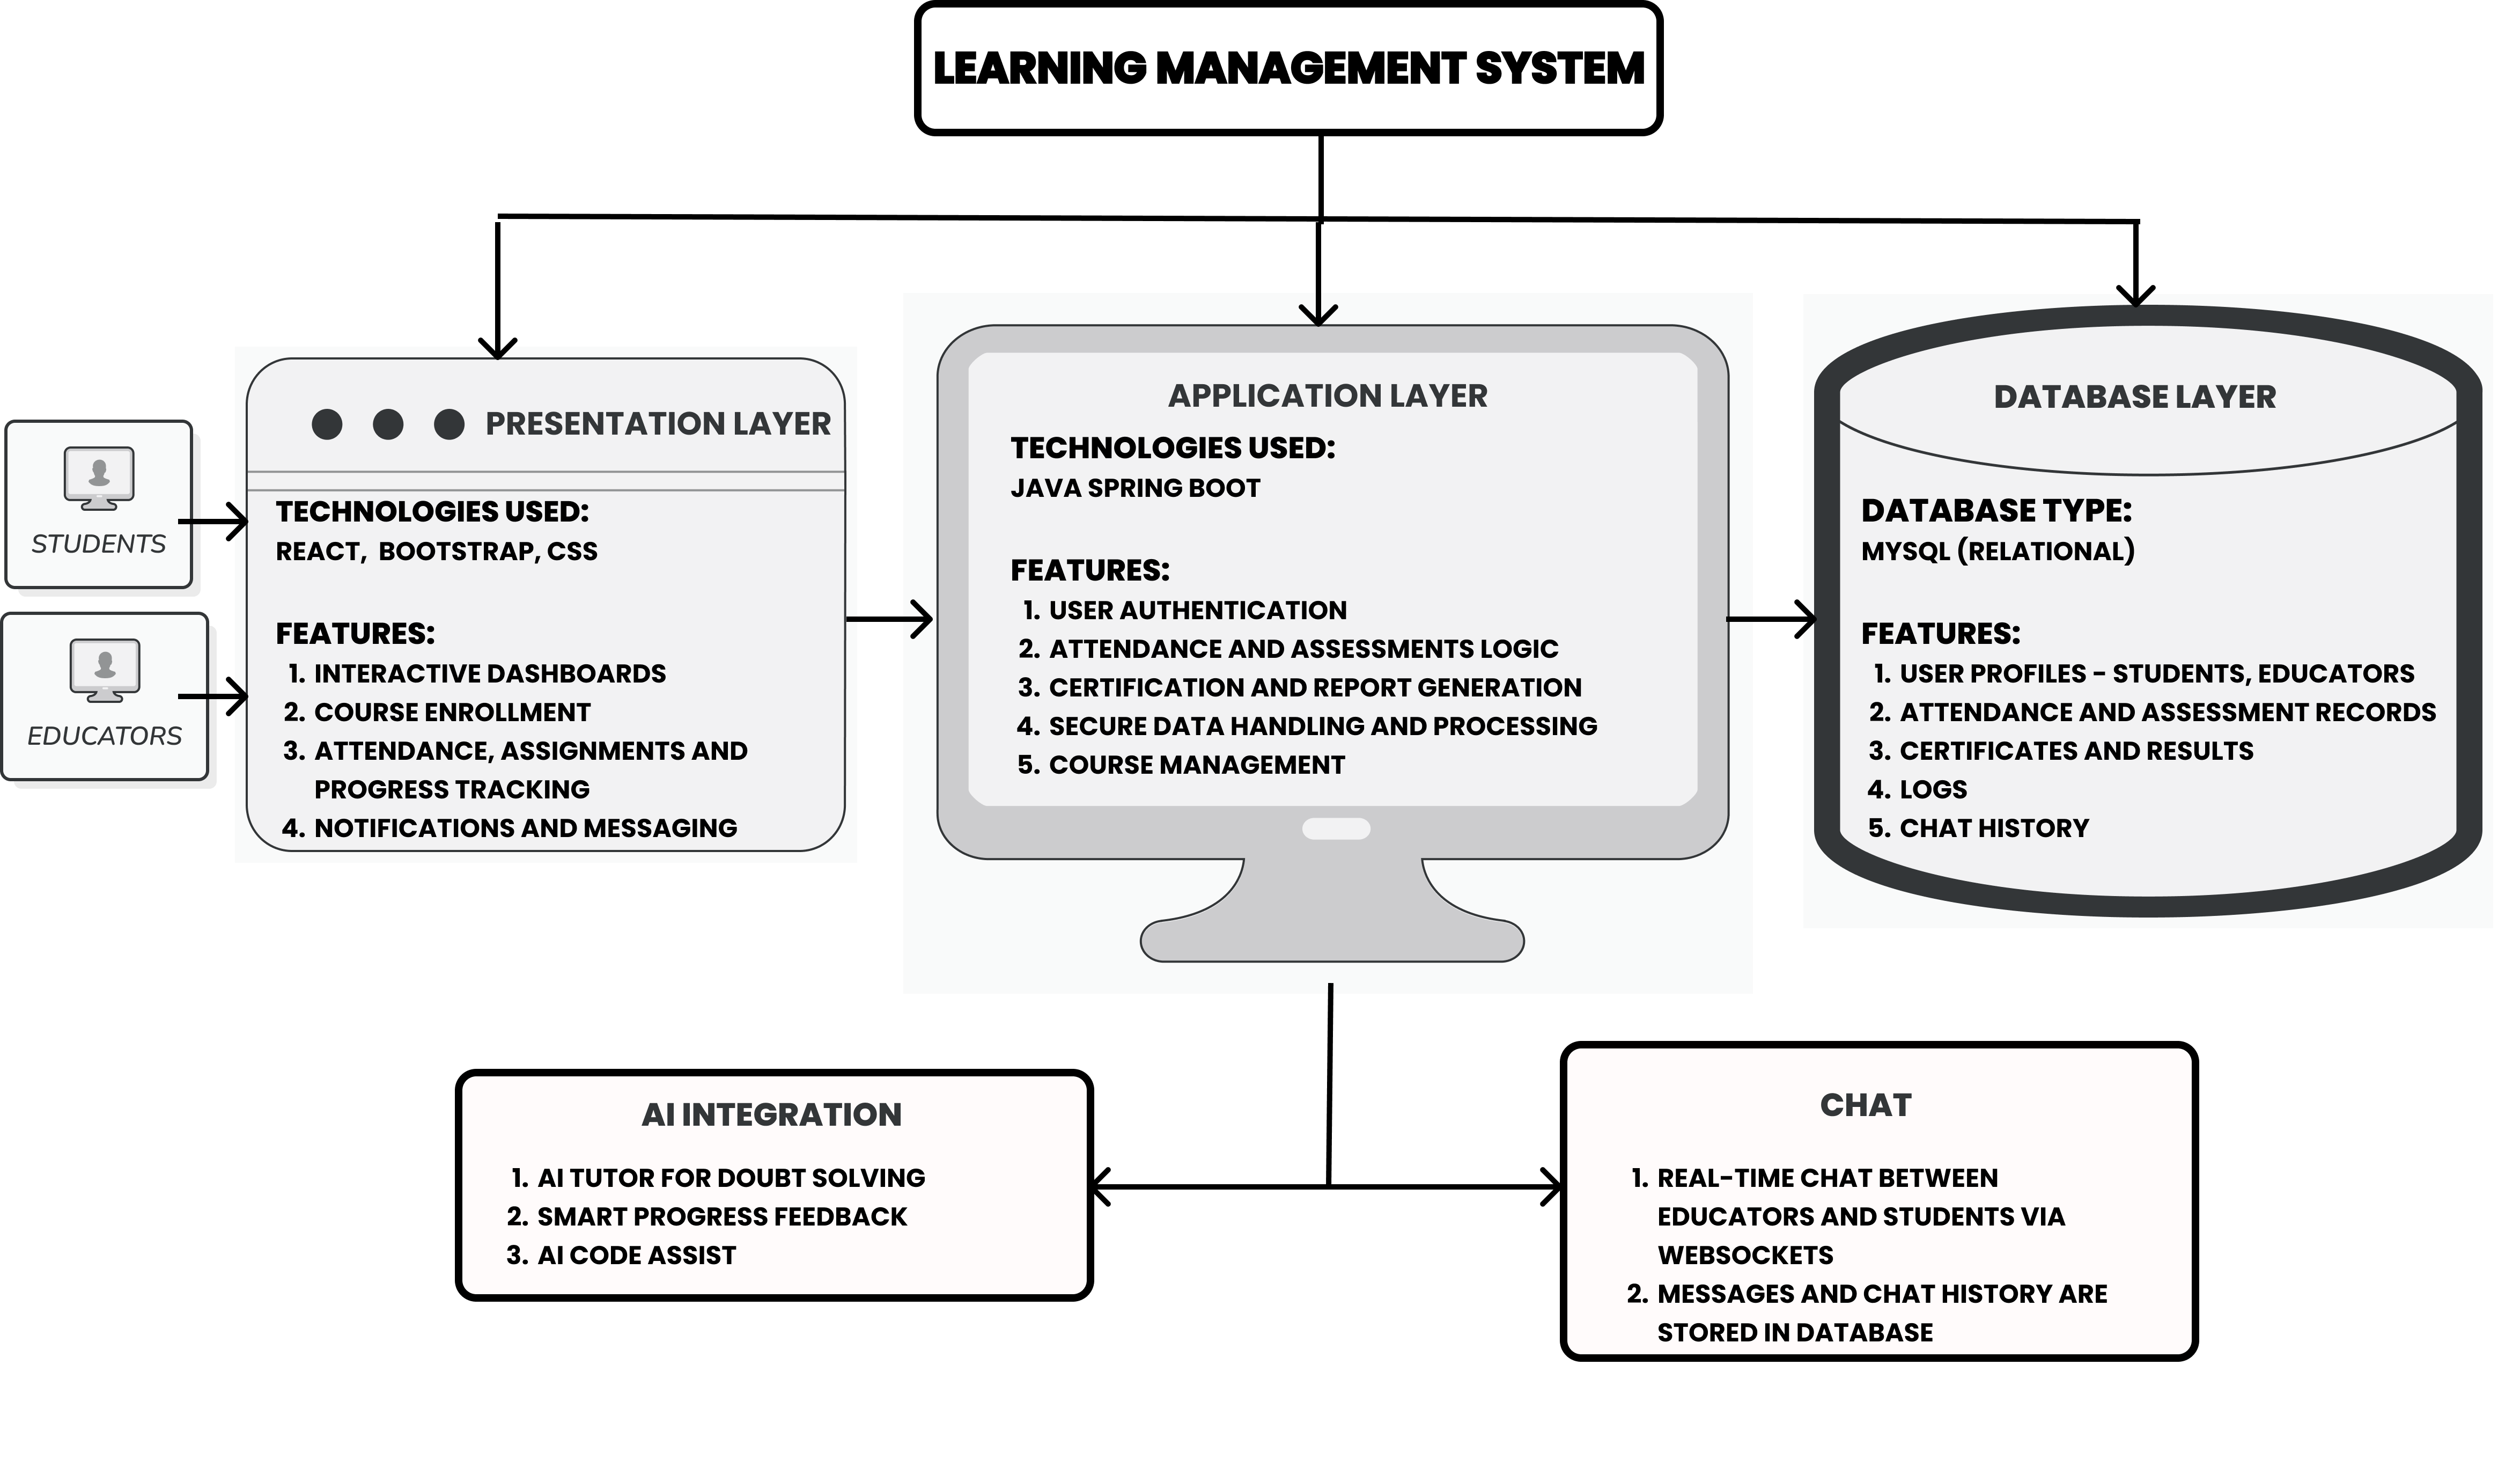 LEARNING MANAGEMENT SYSTEM
STUDENTS
EDUCATORS
PRESENTATION LAYER
TECHNOLOGIES USED:
REACT, BOOTSTRAP, CSS
FEATURES:
1. INTERACTIVE DASHBOARDS
2. COURSE ENROLLMENT
3. ATTENDANCE, ASSIGNMENTS AND
PROGRESS TRACKING
4. NOTIFICATIONS AND MESSAGING
APPLICATION LAYER
TECHNOLOGIES USED:
JAVA SPRING BOOT
FEATURES:
1. USER AUTHENTICATION
2. ATTENDANCE AND ASSESSMENTS LOGIC
3. CERTIFICATION AND REPORT GENERATION
4. SECURE DATA HANDLING AND PROCESSING
5. COURSE MANAGEMENT
DATABASE LAYER
DATABASE TYPE:
MYSQL (RELATIONAL)
FEATURES:
1. USER PROFILES - STUDENTS, EDUCATORS
2. ATTENDANCE AND ASSESSMENT RECORDS
3. CERTIFICATES AND RESULTS
4. LOGS
5. CHAT HISTORY
AI INTEGRATION
1. AI TUTOR FOR DOUBT SOLVING
2. SMART PROGRESS FEEDBACK
3. AI CODE ASSIST
CHAT
1. REAL-TIME CHAT BETWEEN
EDUCATORS AND STUDENTS VIA
WEBSOCKETS
2. MESSAGES AND CHAT HISTORY ARE
STORED IN DATABASE